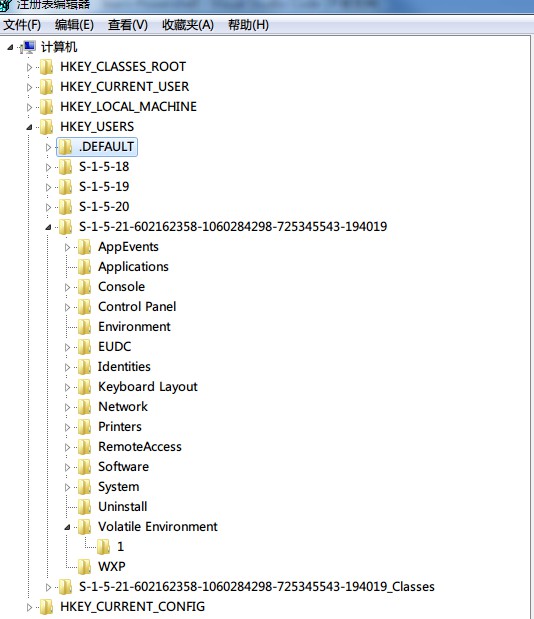 注册表编辑器
文件(F) 编辑(E) 查看(V) 收藏夹(A) 帮助(H)
计算机
HKEY_CLASSES_ROOT
HKEY_CURRENT_USER
HKEY_LOCAL_MACHINE
HKEY_USERS
.DEFAULT
S-1-5-18
S-1-5-19
S-1-5-20
S-1-5-21-602162358-1060284298-725345543-194019
AppEvents
Applications
Console
Control Panel
Environment
EUDC
Identities
Keyboard Layout
Network
Printers
RemoteAccess
Software
System
Uninstall
Volatile Environment
1
WXP
S-1-5-21-602162358-1060284298-725345543-194019_Classes
HKEY_CURRENT_CONFIG